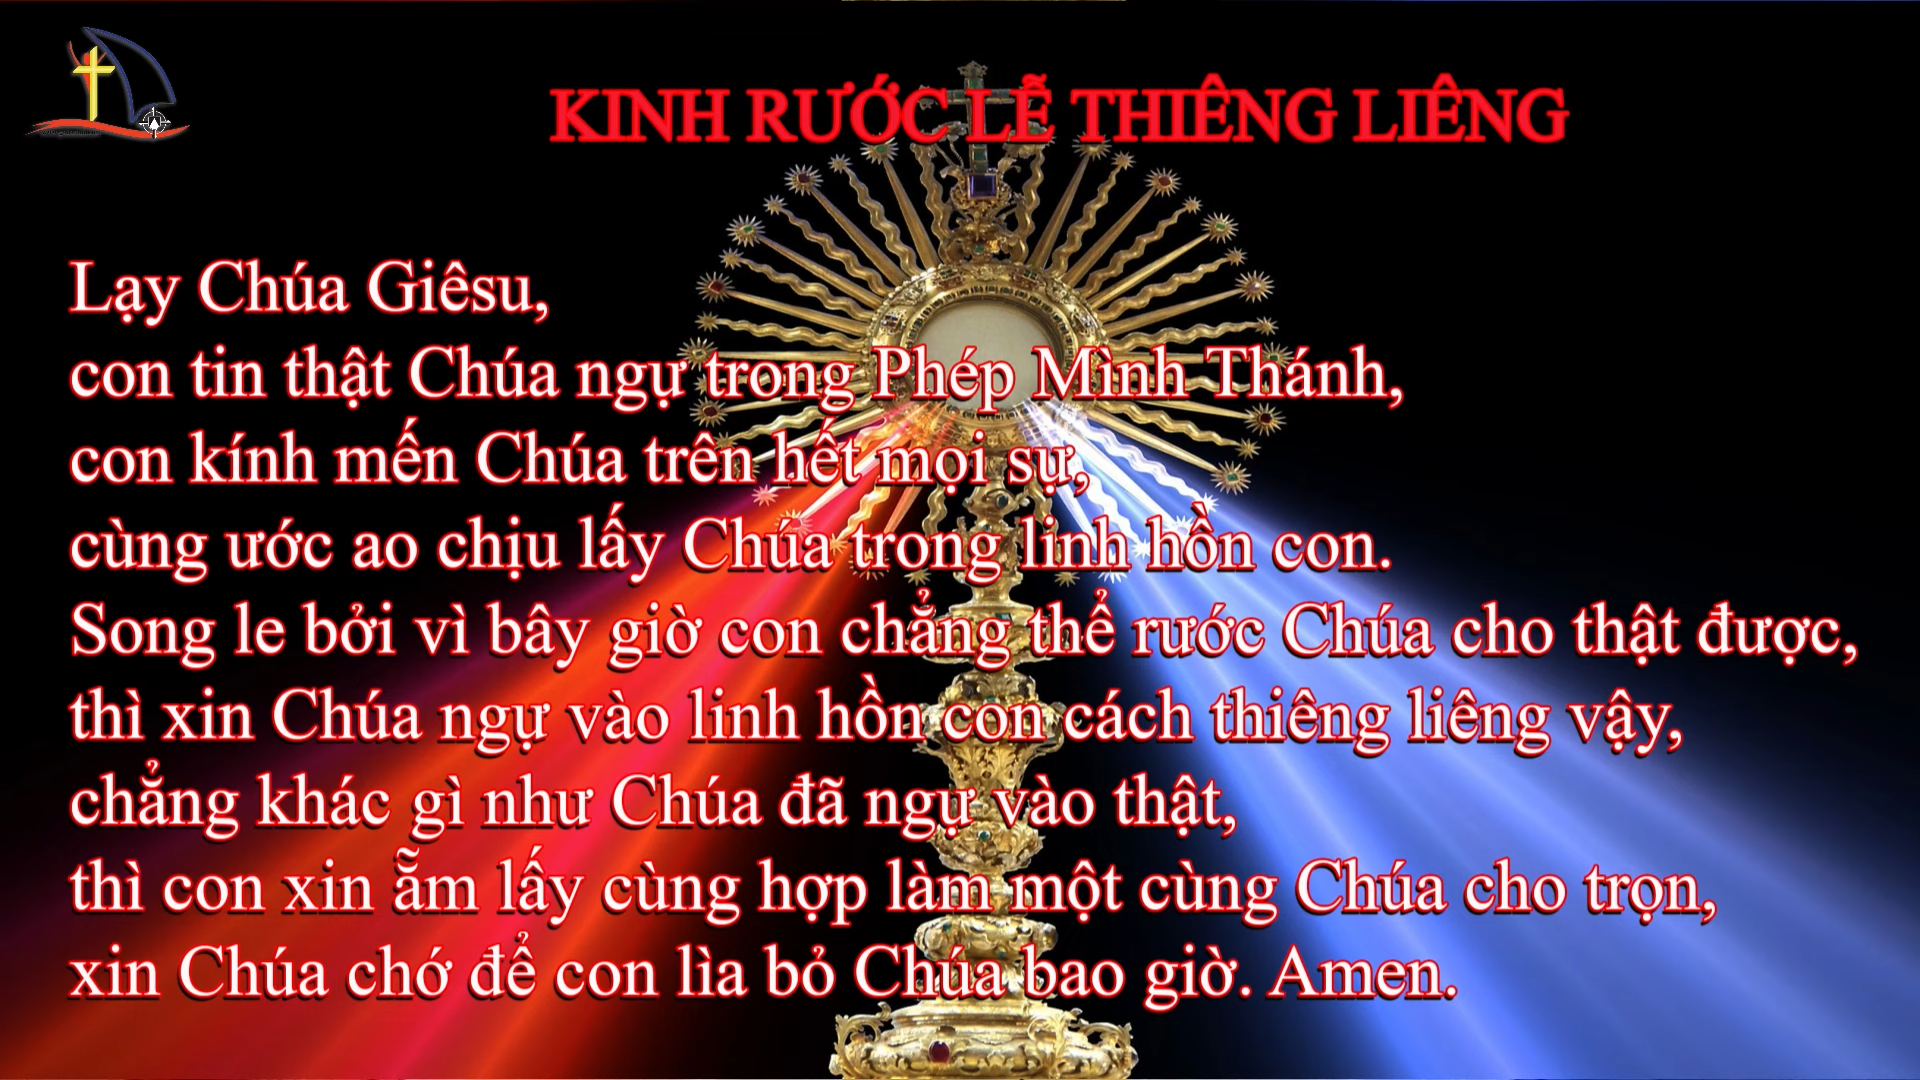 KINH RƯỚC LỄ THIÊNG LIÊNG
Lạy Chúa Giêsu,
con tin thật Chúa ngự trong Phép Mình Thánh,
con kính mến Chúa trên hết mọi sự,
cùng ước ao chịu lấy Chúa trong linh hồn con.
Song le bởi vì bây giờ con chẳng thể rước Chúa cho thật được,
thì xin Chúa ngự vào linh hồn con cách thiêng liêng vậy,
chẳng khác gì như Chúa đã ngự vào thật,
thì con xin ẵm lấy cùng hợp làm một cùng Chúa cho trọn,
xin Chúa chớ để con lìa bỏ Chúa bao giờ. Amen.